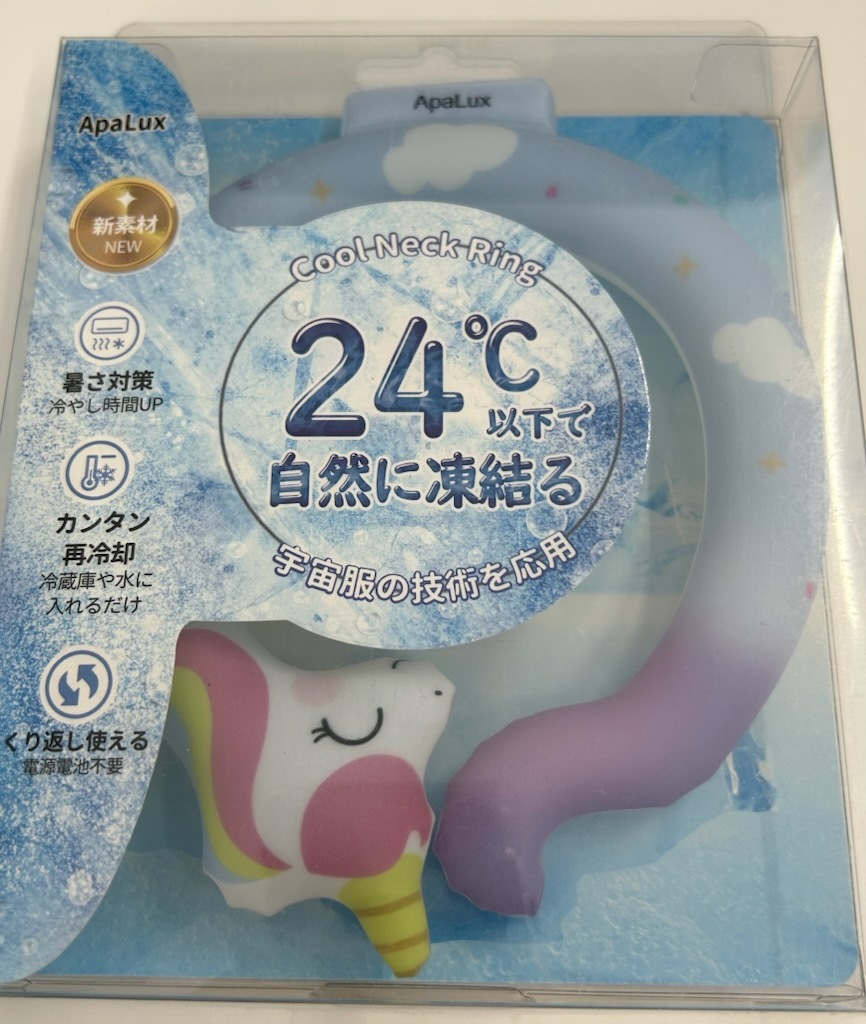 ApaLux
ApaLux
新素材
NEW
暑さ対策
冷やし時間UP
カンタン
再冷却
冷蔵庫や水に
入れるだけ
くり返し使える
電源電池不要
Cool Neck Ring
24℃
以下で
自然に凍結る
宇宙服の技術を応用